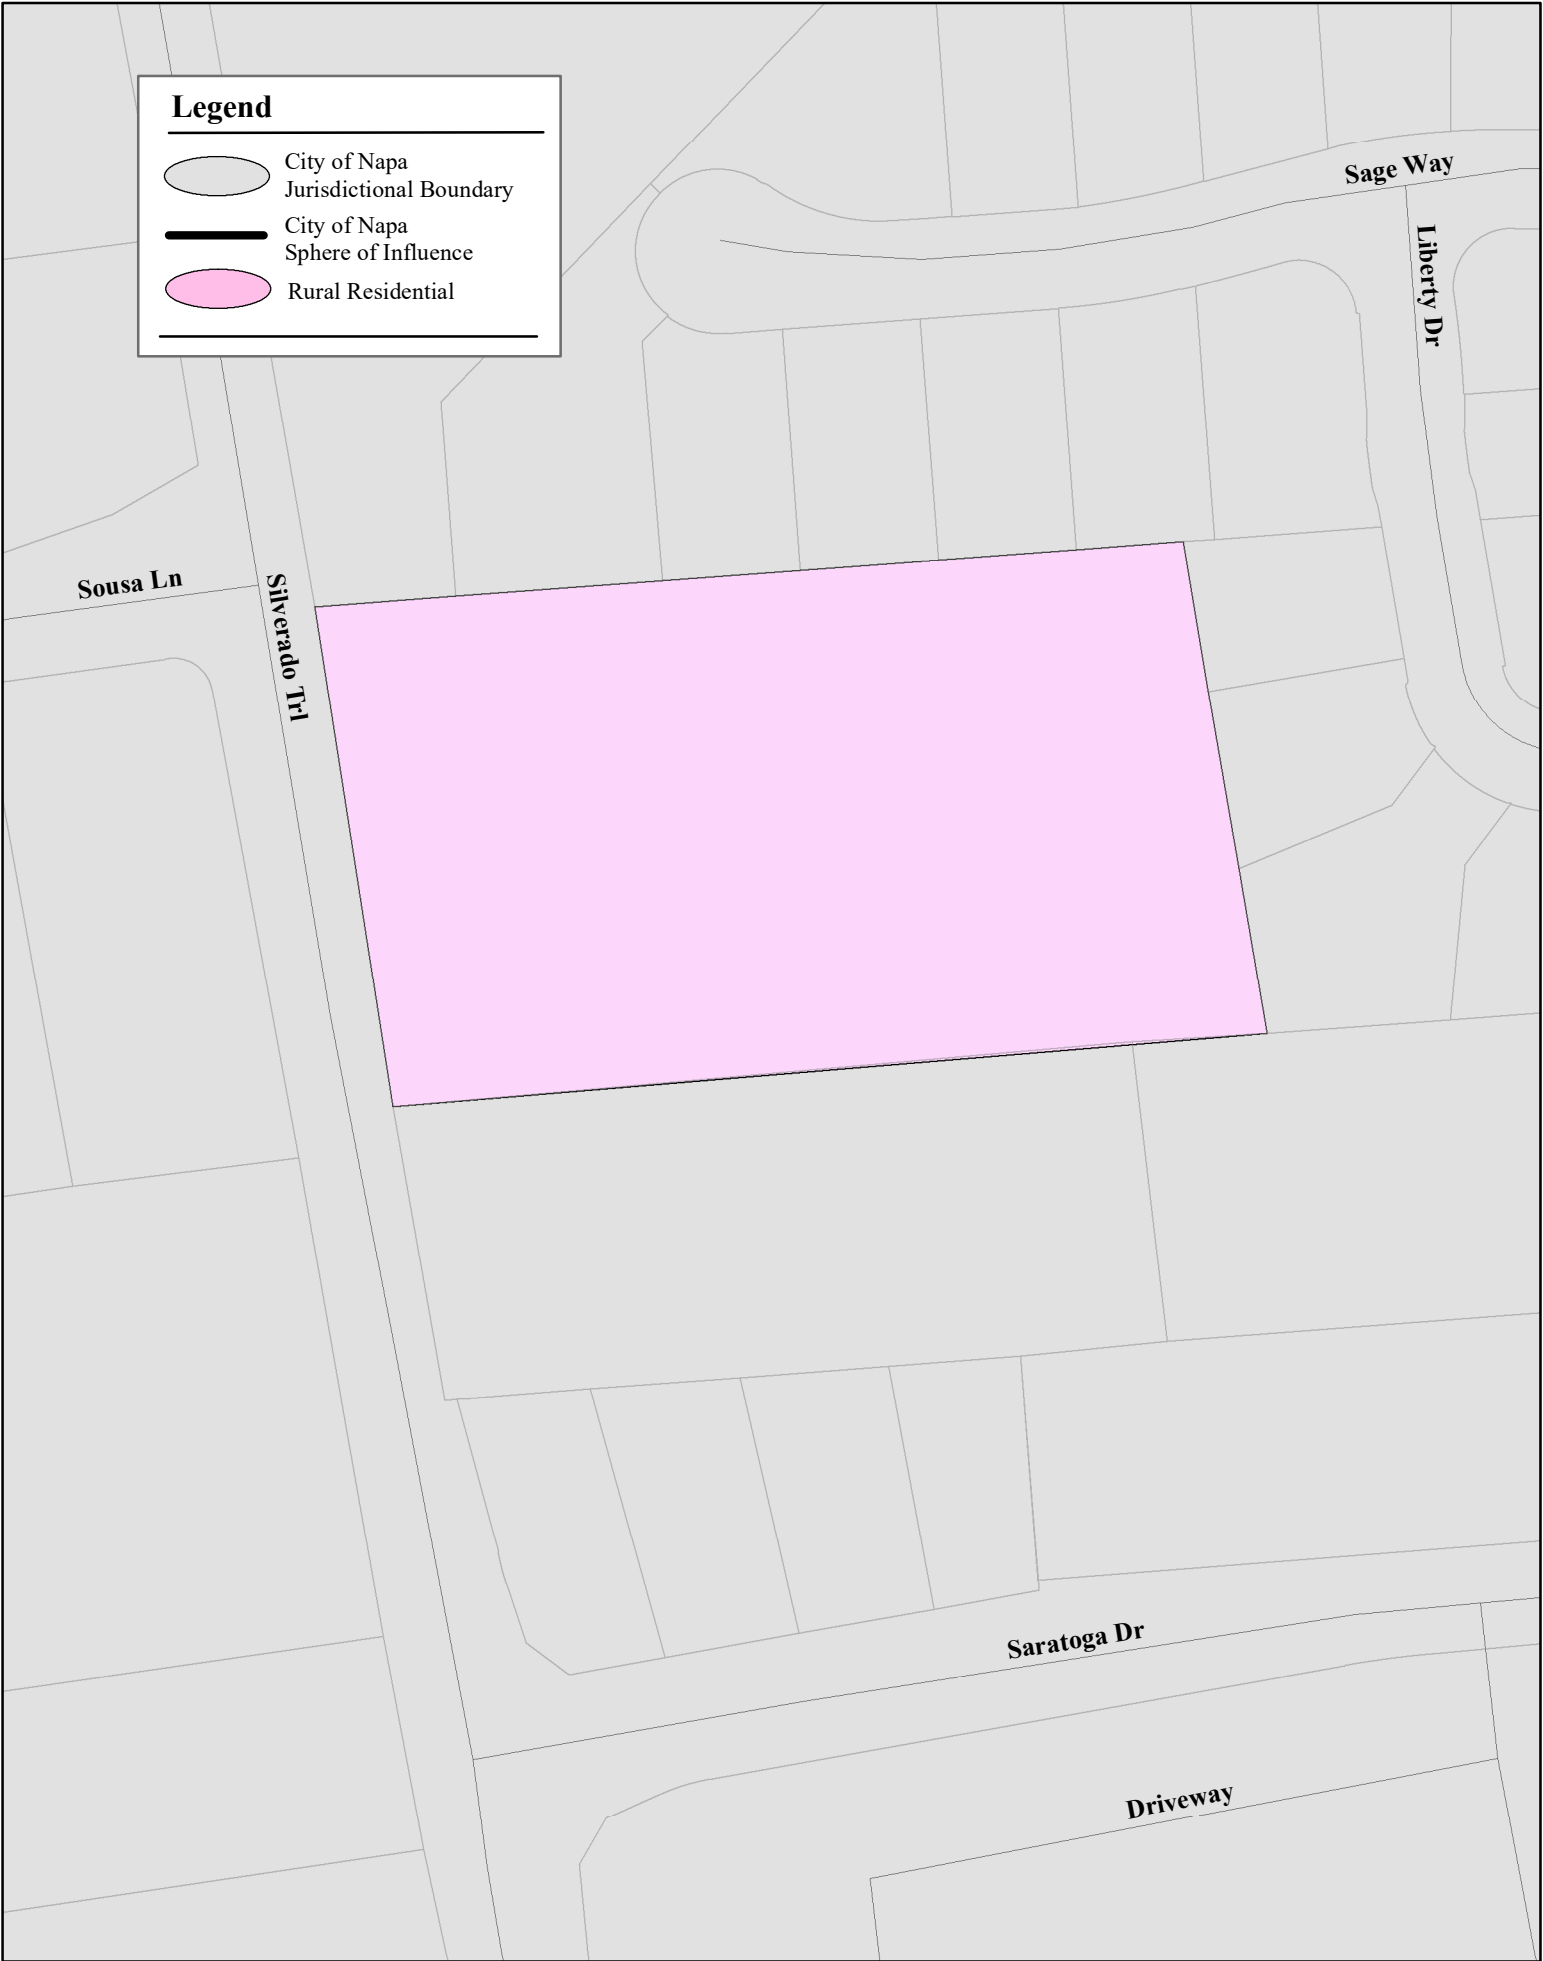 Legend
City of Napa
Jurisdictional Boundary
City of Napa
Sphere of Influence
Rural Residential
Sage Way
Liberty Dr
Sousa Ln
Silverado Trl
Saratoga Dr
Driveway